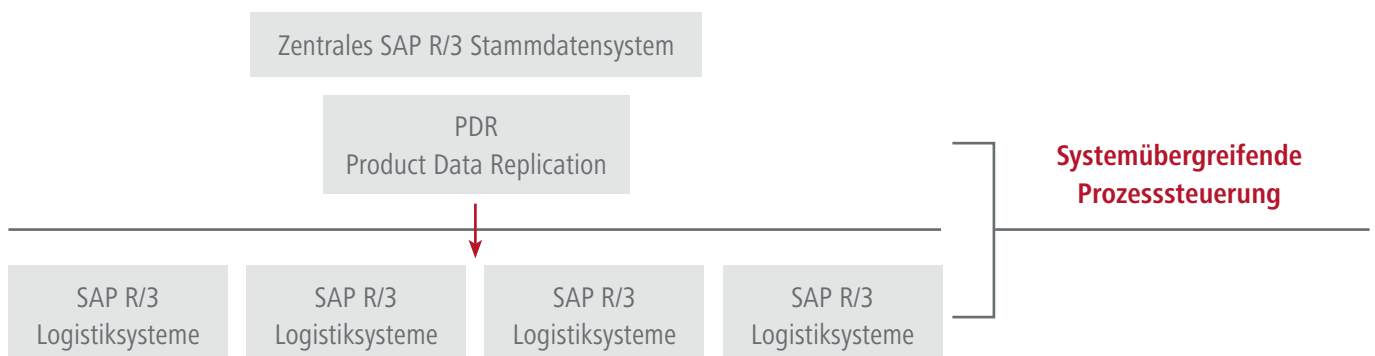 Zentrales SAP R/3 Stammdatensystem
PDR
Product Data Replication
Systemübergreifende
Prozesssteuerung
SAP R/3
Logistiksysteme
SAP R/3
Logistiksysteme
SAP R/3
Logistiksysteme
SAP R/3
Logistiksysteme